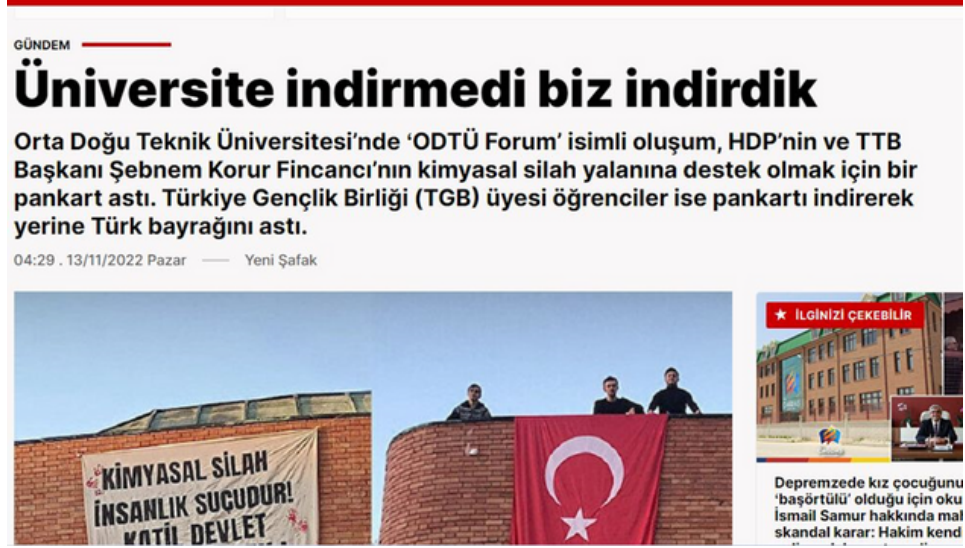 GÜNDEM
Üniversite indirmedi biz indirdik
Orta Doğu Teknik Üniversitesi’nde ‘ODTÜ Forum’ isimli oluşum, HDP’nin ve TTB
Başkanı Şebnem Korur Fincancı’nın kimyasal silah yalanına destek olmak için bir
pankart astı. Türkiye Gençlik Birliği (TGB) üyesi öğrenciler ise pankartı indirerek
yerine Türk bayrağını astı.
04:29 . 13/11/2022 Pazar — Yeni Şafak
KİMYASAL SİLAH
İNSANLIK SUÇUDUR!
KATİL DEVLET
★ İLGİNİZİ ÇEKEBİLİR
Depremzede kız çocuğunu
‘başörtülü’ olduğu için oku
İsmail Samur hakkında mah
skandal karar: Hakim kend